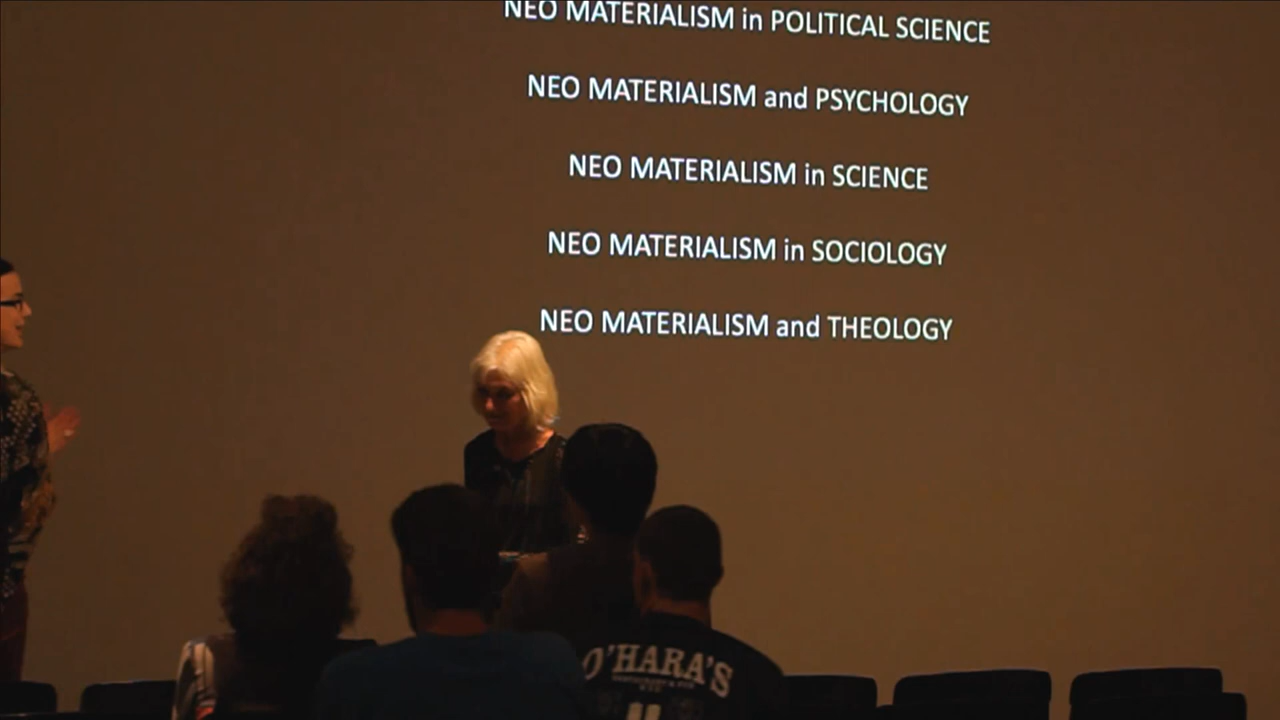 NEO MATERIALISM in POLITICAL SCIENCE
NEO MATERIALISM and PSYCHOLOGY
NEO MATERIALISM in SCIENCE
NEO MATERIALISM in SOCIOLOGY
NEO MATERIALISM and THEOLOGY
O'HARA'S